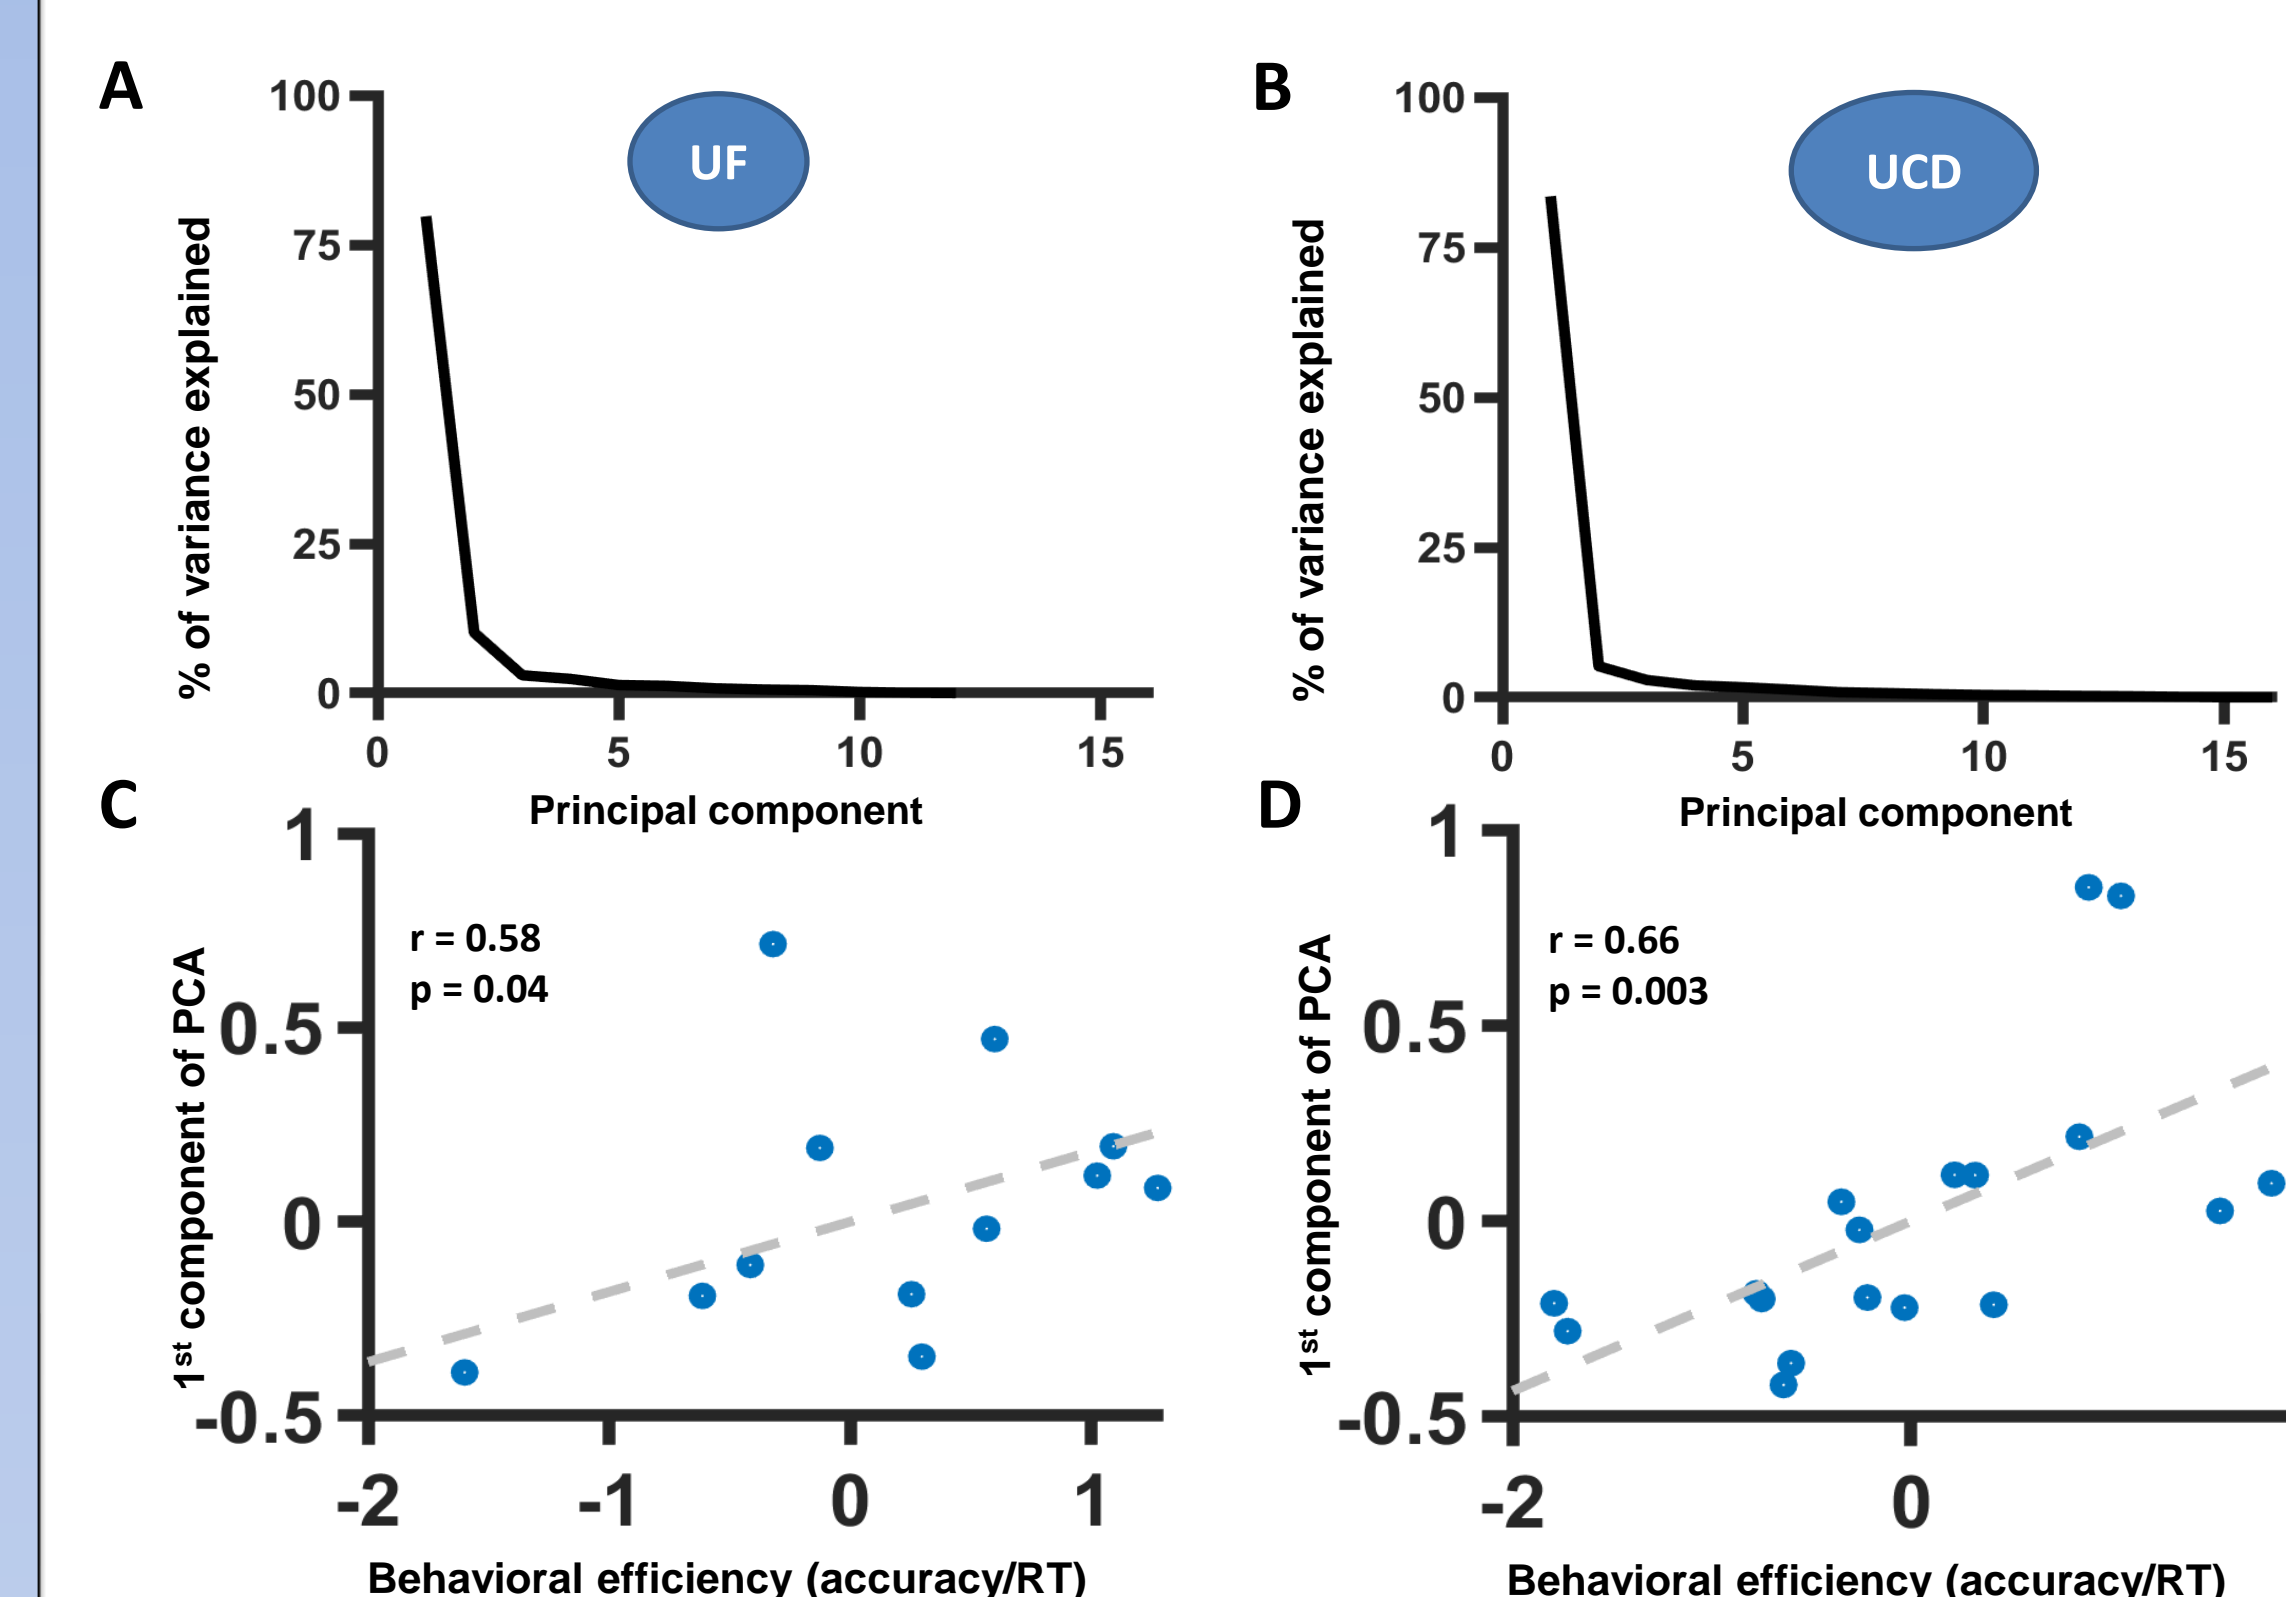 A
UF
% of variance explained
100
75
50
25
0
0 5 10 15
Principal component
B
UCD
% of variance explained
100
75
50
25
0
0 5 10 15
Principal component
C
r = 0.58
p = 0.04
1st component of PCA
1
0.5
0
-0.5
-2 -1 0 1
Behavioral efficiency (accuracy/RT)
D
r = 0.66
p = 0.003
1st component of PCA
1
0.5
0
-0.5
-2 0
Behavioral efficiency (accuracy/RT)